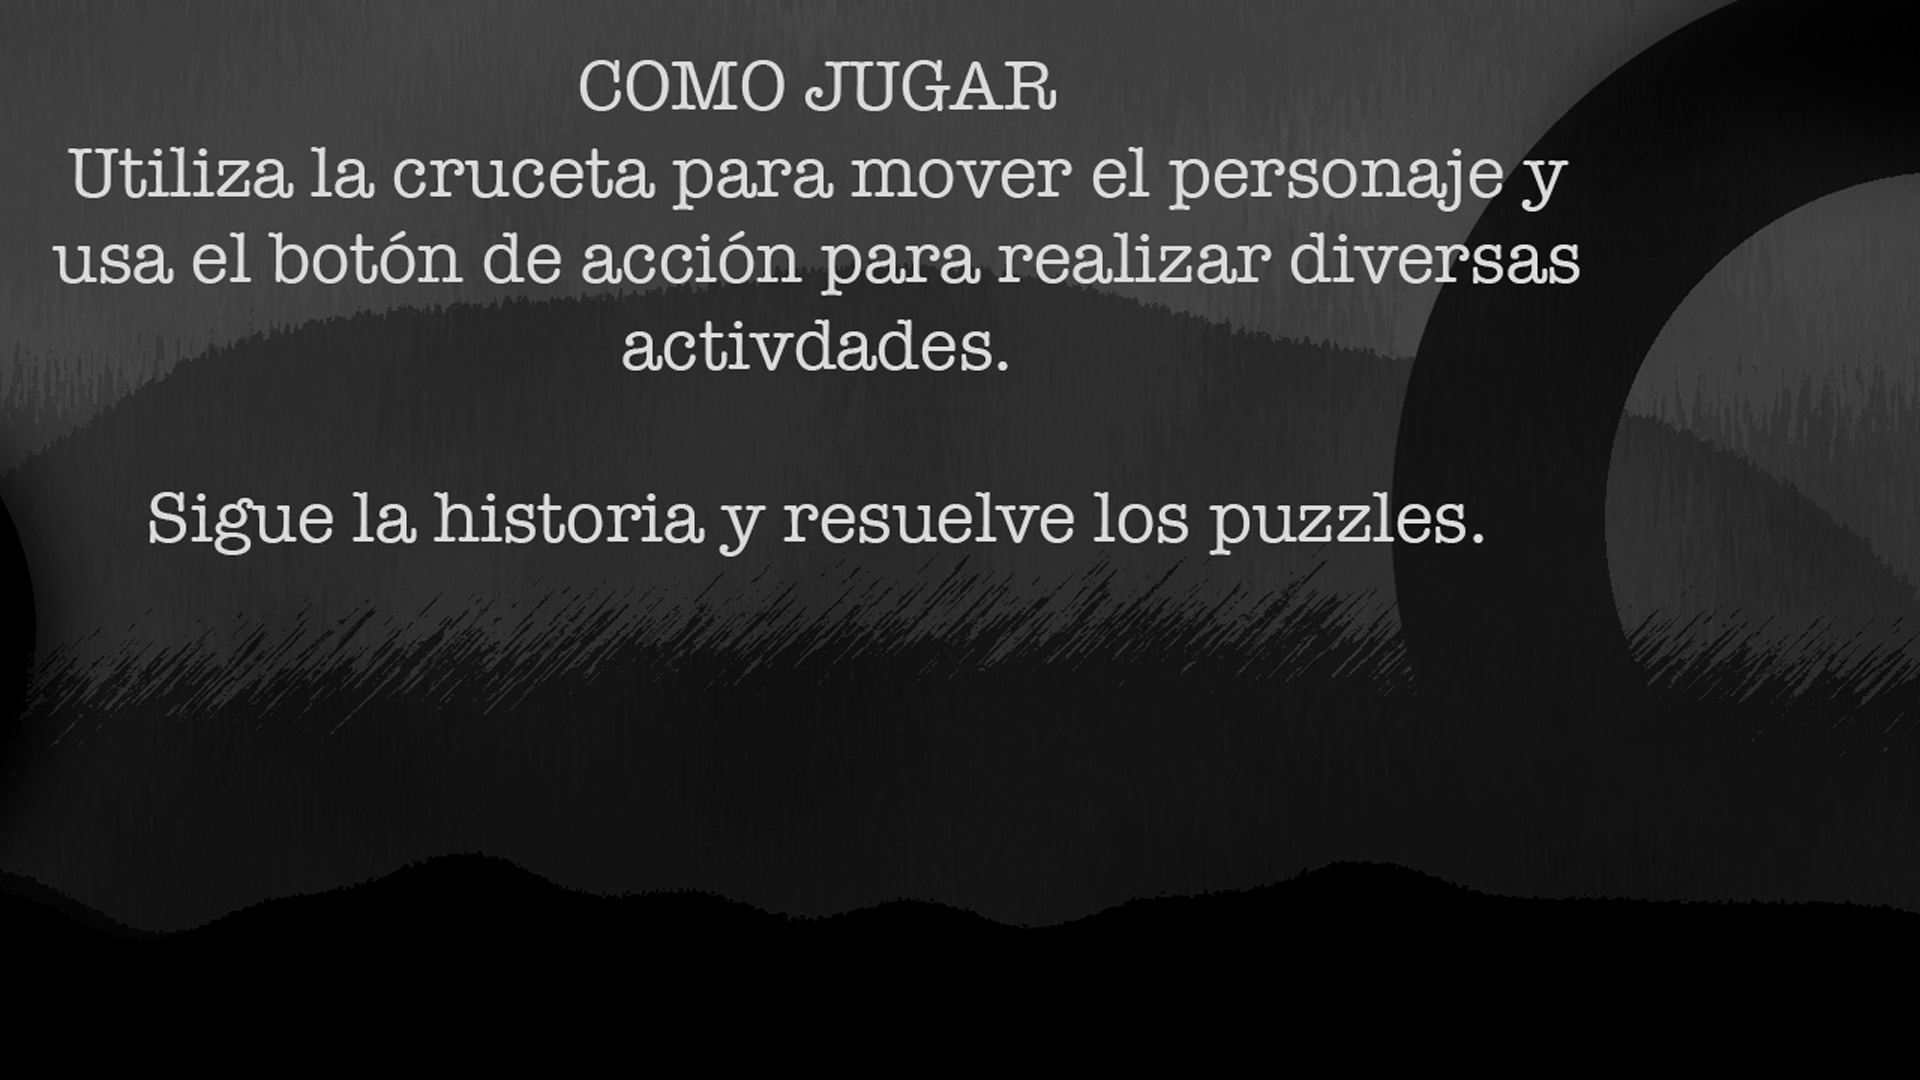 COMO JUGAR
Utiliza la cruceta para mover el personaje y
usa el botón de acción para realizar diversas
activdades.
Sigue la historia y resuelve los puzzles.